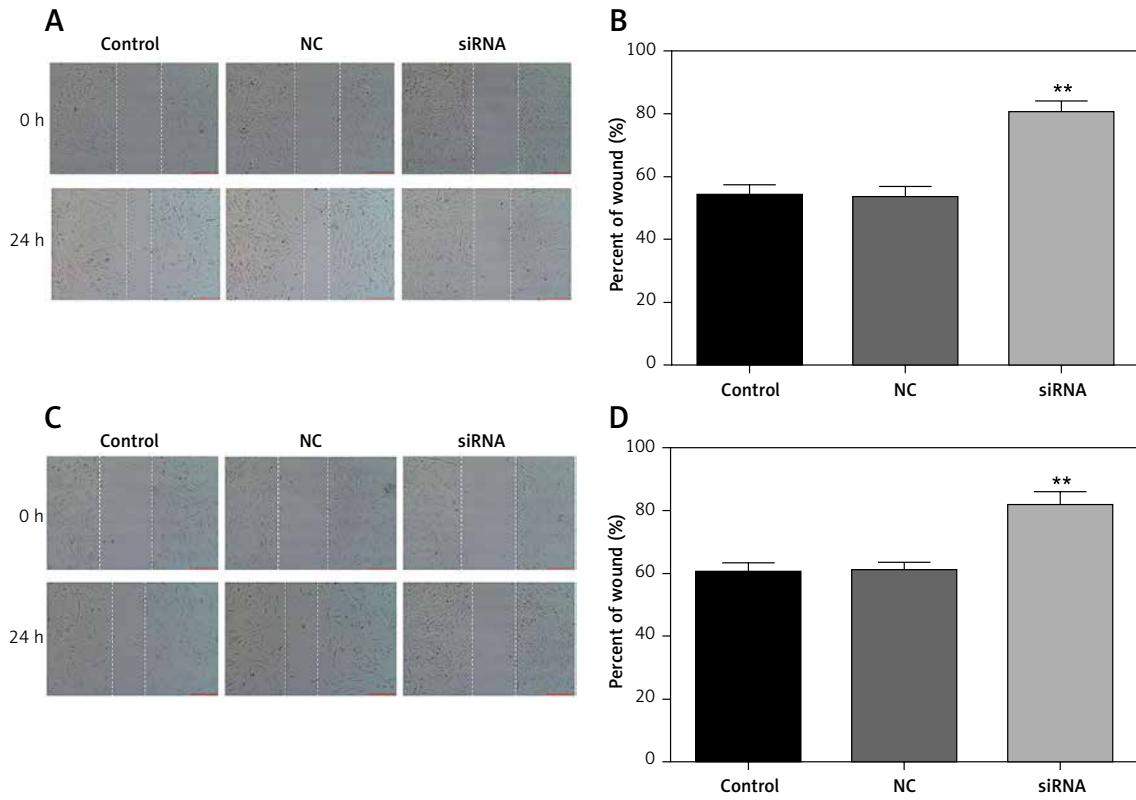 A
Control NC siRNA
0 h
24 h
B
Percent of wound (%)
100
80
60
40
20
0
**
Control NC siRNA
C
Control NC siRNA
0 h
24 h
D
Percent of wound (%)
100
80
60
40
20
0
**
Control NC siRNA